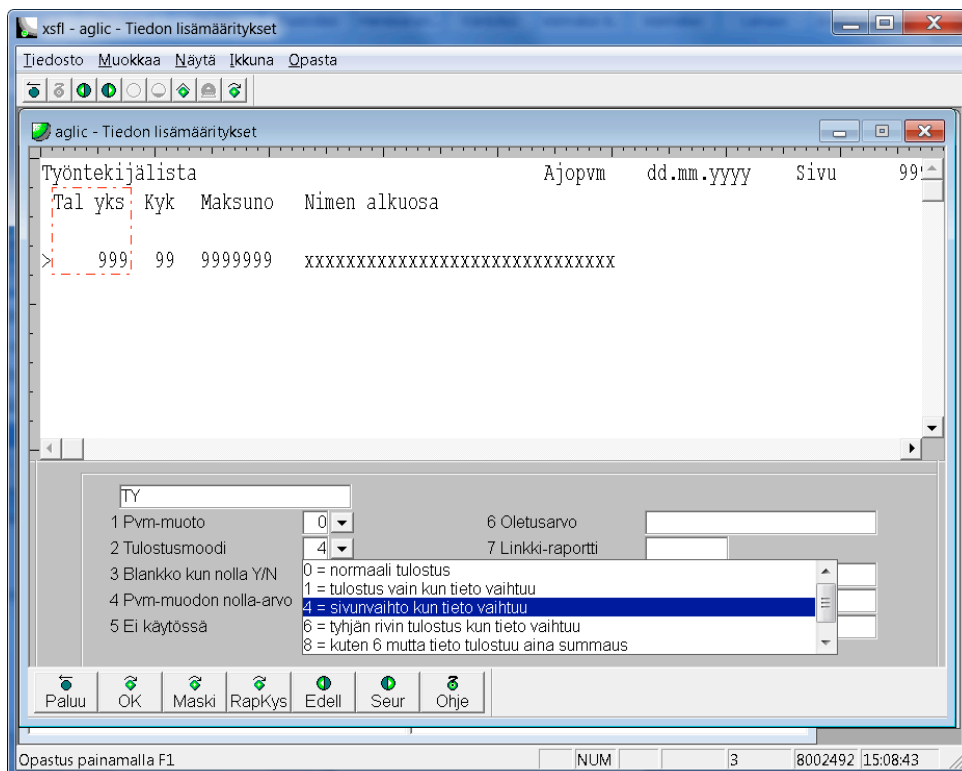 xsfl - aglic - Tiedon lisämääritykset
Tiedosto Muokkaa Näytä Ikkuna Opasta
aglic - Tiedon lisämääritykset
Työntekijälista Ajopvm dd.mm.yyyy Sivu 99
Tal yks Kyk Maksuno Nimen alkuosa
> 999 99 9999999 xxxxxxxxxxxxxxxxxxxxxxxxxxxxxx
TY
1 Pvm-muoto 0 6 Oletusarvo
2 Tulostusmoodi 4 7 Linkki-raportti
3 Blankko kun nolla Y/N
4 Pvm-muodon nolla-arvo
5 Ei käytössä
0 = normaali tulostus
1 = tulostus vain kun tieto vaihtuu
4 = sivunvaihto kun tieto vaihtuu
6 = tyhjän rivin tulostus kun tieto vaihtuu
8 = kuten 6 mutta tieto tulostuu aina summaus
Paluu OK Maski RapKys Edell Seur Ohje
Opastus painamalla F1 NUM 3 8002492 15:08:43